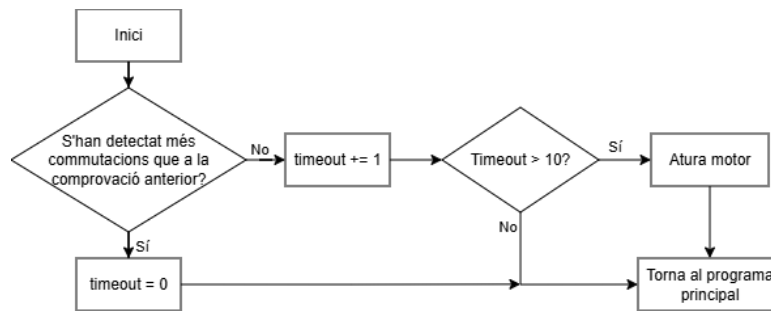 Inici
S'han detectat més
commutacions que a la
comprovació anterior?
No
timeout += 1
Timeout > 10?
Sí
Atura motor
Sí
No
timeout = 0
Torna al programa
principal